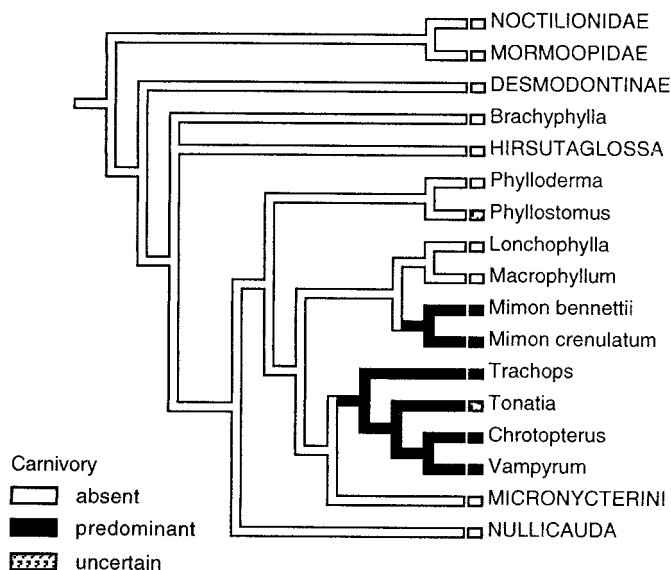 NOCTILIONIDAE
MORMOOPIDAE
DESMODONTINAE
Brachyphylla
HIRSUTAGLOSSA
Phylloderma
Phyllostomus
Lonchophylla
Macrophyllum
Mimon bennettii
Mimon crenulatum
Trachops
Tonatia
Chrotopterus
Vampyrum
MICRONYCTERINI
NULLICAUDA
Carnivory
absent
predominant
uncertain